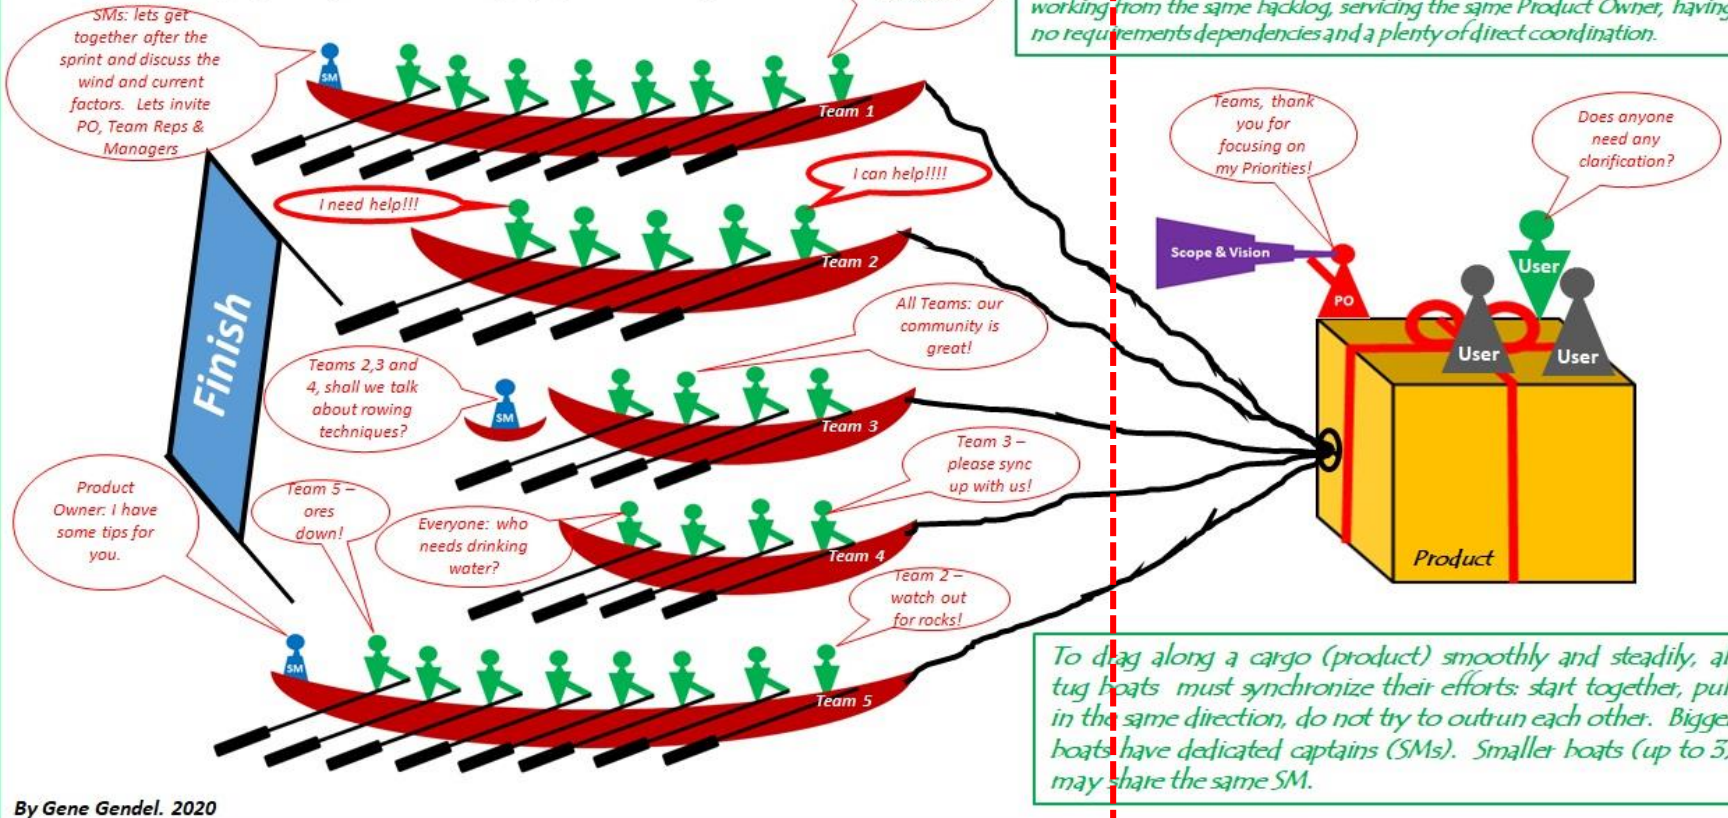 working from the same backlog, servicing the same Product Owner, having
no requirements dependencies and a plenty of direct coordination.
SMs: lets get
together after the
sprint and discuss the
wind and current
factors. Lets invite
PO, Team Reps &
Managers
SM
Team 1
Teams, thank
you for
focusing on
my Priorities!
Does anyone
need any
clarification?
I need help!!!
I can help!!!!
Team 2
Scope & Vision
PO
User
User
User
Finish
All Teams: our
community is
great!
Teams 2,3 and
4, shall we talk
about rowing
techniques?
SM
Team 3
Team 3 –
please sync
up with us!
Product
Owner: I have
some tips for
you.
Team 5 –
ores
down!
Everyone: who
needs drinking
water?
Team 4
Product
Team 2 –
watch out
for rocks!
SM
Team 5
To drag along a cargo (product) smoothly and steadily,
tug boats must synchronize their efforts: start together,
in the same direction, do not try to outrun each other.
boats have dedicated captains (SMs). Smaller boats (up to 3)
may share the same SM.
By Gene Gendel. 2020